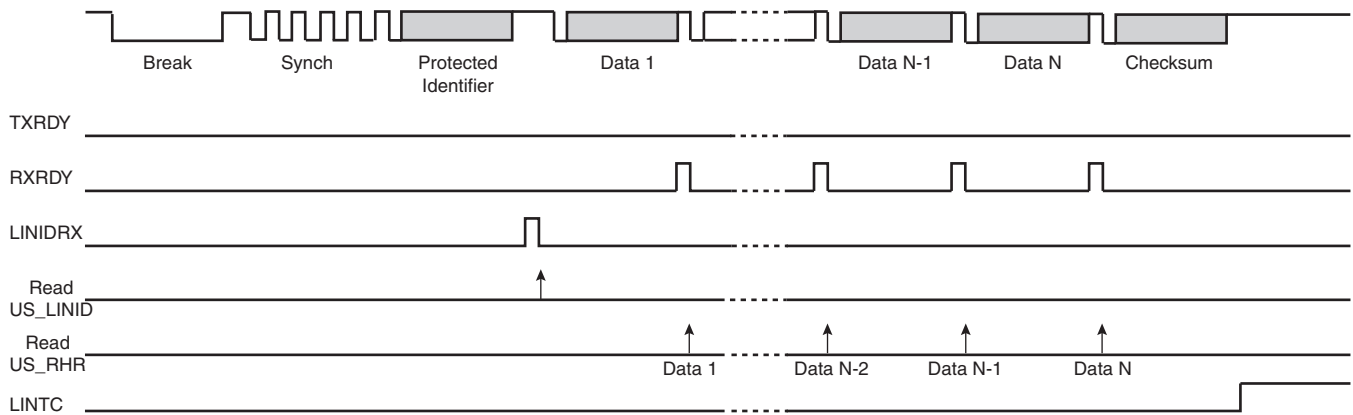 Break Synch Protected Data 1 Data N-1 Data N Checksum
Identifier
TXRDY
RXRDY
LINIDRX
Read
US_LINID
Read
US_RHR
Data 1 Data N-2 Data N-1 Data N
LINTC